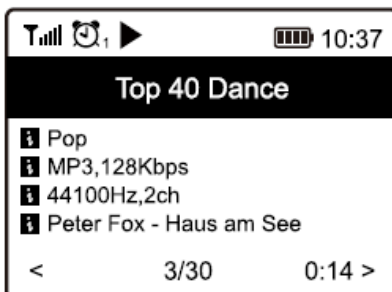 1 10:37
Top 40 Dance
i Pop
i MP3,128Kbps
i 44100Hz,2ch
i Peter Fox - Haus am See
< 3/30 0:14 >